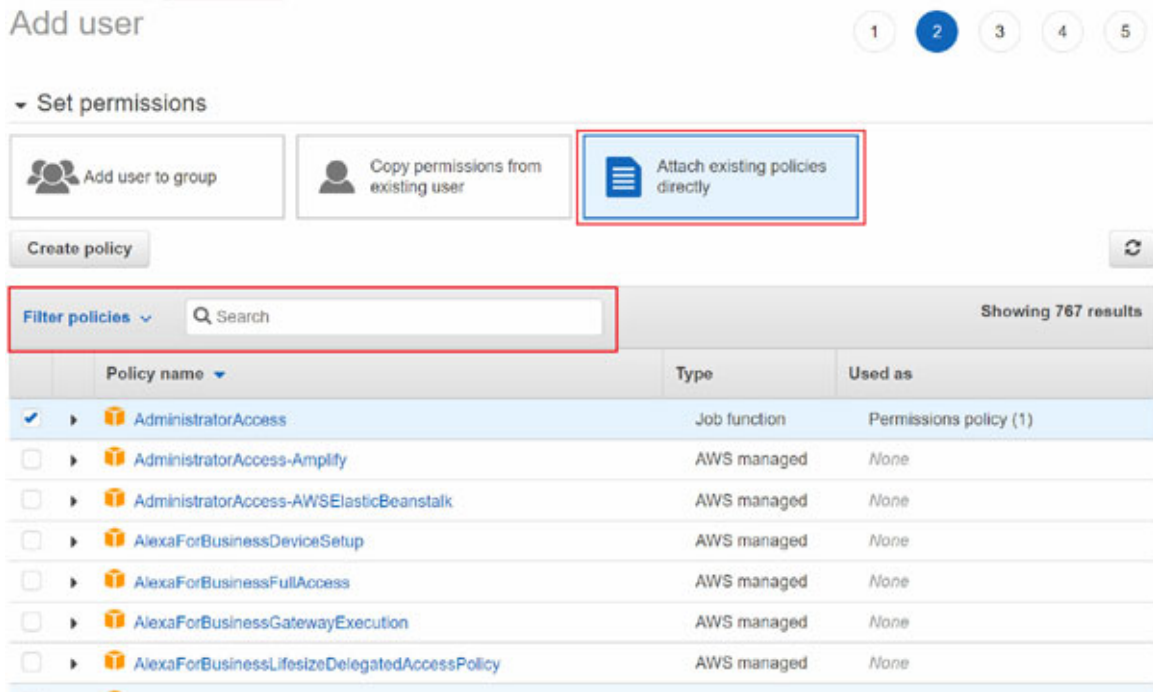 Add user
1 2 3 4 5
Set permissions
Add user to group
Copy permissions from
existing user
Attach existing policies
directly
Create policy
Filter policies
Search
Showing 767 results
Policy name Type Used as
AdministratorAccess Job function Permissions policy (1)
AdministratorAccess-Amplify AWS managed None
AdministratorAccess-AWSElasticBeanstalk AWS managed None
AlexaForBusinessDeviceSetup AWS managed None
AlexaForBusinessFullAccess AWS managed None
AlexaForBusinessGatewayExecution AWS managed None
AlexaForBusinessLifesizeDelegatedAccessPolicy AWS managed None